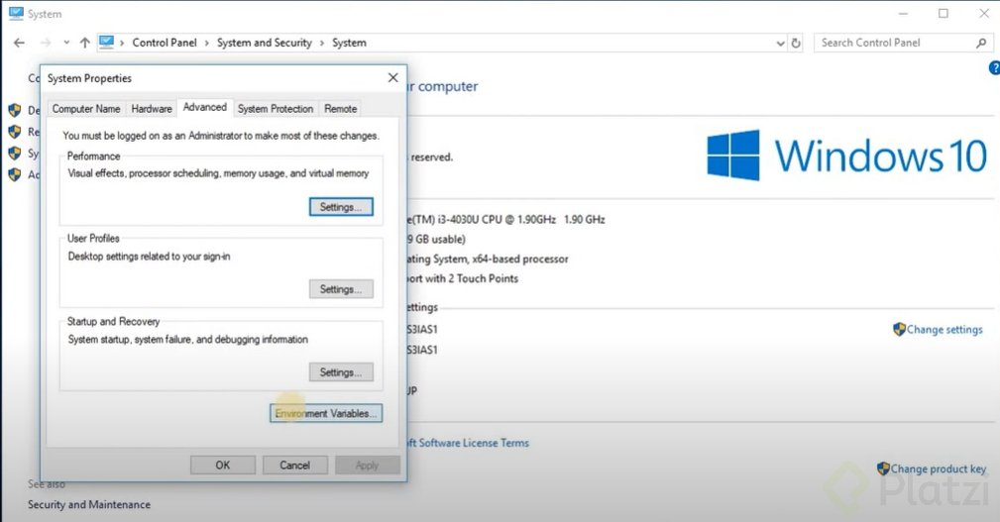 System
Control Panel > System and Security > System
Search Control Panel
System Properties
Computer Name Hardware Advanced System Protection Remote
You must be logged on as an Administrator to make most of these changes.
Performance
Visual effects, processor scheduling, memory usage, and virtual memory
Settings...
User Profiles
Desktop settings related to your sign-in
Settings...
Startup and Recovery
System startup, system failure, and debugging information
Settings...
Environment Variables...
OK Cancel Apply
Co
De
Re
Sy
Ad
ur computer
reserved.
Windows 10
e(TM) i3-4030U CPU @ 1.90GHz 1.90 GHz
9 GB usable)
ating System, x64-based processor
port with 2 Touch Points
ettings
S3IAS1
Change settings
S3IAS1
UP
oft Software License Terms
Change product key
See also
Security and Maintenance
Platzi